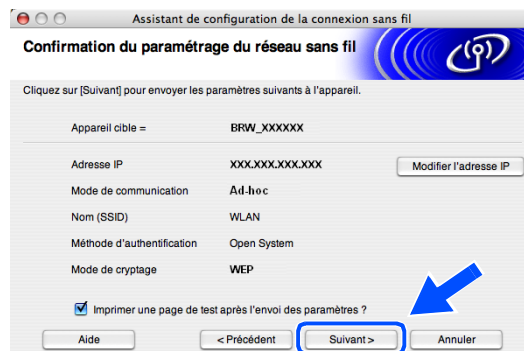 Assistant de configuration de la connexion sans fil
Confirmation du paramétrage du réseau sans fil
Cliquez sur [Suivant] pour envoyer les paramètres suivants à l'appareil.
Appareil cible = BRW_XXXXXX
Adresse IP XXX.XXX.XXX.XXX Modifier l'adresse IP
Mode de communication Ad-hoc
Nom (SSID) WLAN
Méthode d'authentification Open System
Mode de cryptage WEP
Imprimer une page de test après l'envoi des paramètres ?
Aide < Précédent Suivant > Annuler